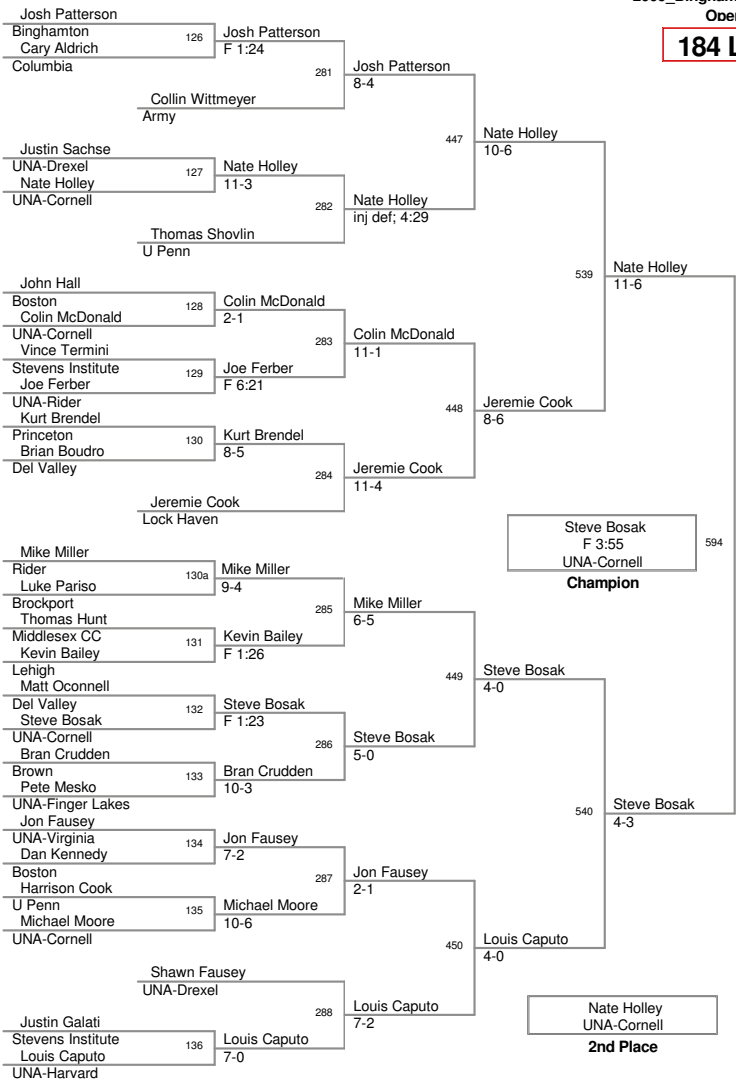 Open
184 L
Josh Patterson
Binghamton
Cary Aldrich
Columbia
126
Josh Patterson
F 1:24
281
Collin Wittmeyer
Army
Josh Patterson
8-4
Justin Sachse
UNA-Drexel
Nate Holley
UNA-Cornell
127
Nate Holley
11-3
282
Thomas Shovlin
U Penn
Nate Holley
inj def; 4:29
447
Nate Holley
10-6
John Hall
Boston
Colin McDonald
UNA-Cornell
128
Colin McDonald
2-1
283
Vince Termini
Stevens Institute
Joe Ferber
UNA-Rider
129
Joe Ferber
F 6:21
Colin McDonald
11-1
Kurt Brendel
Princeton
Brian Boudro
Del Valley
130
Kurt Brendel
8-5
284
Jeremie Cook
Lock Haven
Jeremie Cook
11-4
448
Jeremie Cook
8-6
539
Nate Holley
11-6
Steve Bosak
F 3:55
UNA-Cornell
594
Champion
Mike Miller
Rider
Luke Pariso
Brockport
130a
Mike Miller
9-4
285
Thomas Hunt
Middlesex CC
Kevin Bailey
Lehigh
131
Kevin Bailey
F 1:26
Mike Miller
6-5
Matt Oconnell
Del Valley
Steve Bosak
UNA-Cornell
132
Steve Bosak
F 1:23
286
Bran Crudden
Brown
Pete Mesko
UNA-Finger Lakes
133
Bran Crudden
10-3
Steve Bosak
5-0
449
Steve Bosak
4-0
Jon Fausey
UNA-Virginia
Dan Kennedy
Boston
134
Jon Fausey
7-2
287
Harrison Cook
U Penn
Michael Moore
UNA-Cornell
135
Michael Moore
10-6
Jon Fausey
2-1
Shawn Fausey
UNA-Drexel
288
Justin Galati
Stevens Institute
Louis Caputo
UNA-Harvard
136
Louis Caputo
7-0
Louis Caputo
7-2
450
Louis Caputo
4-0
540
Steve Bosak
4-3
Nate Holley
UNA-Cornell
2nd Place